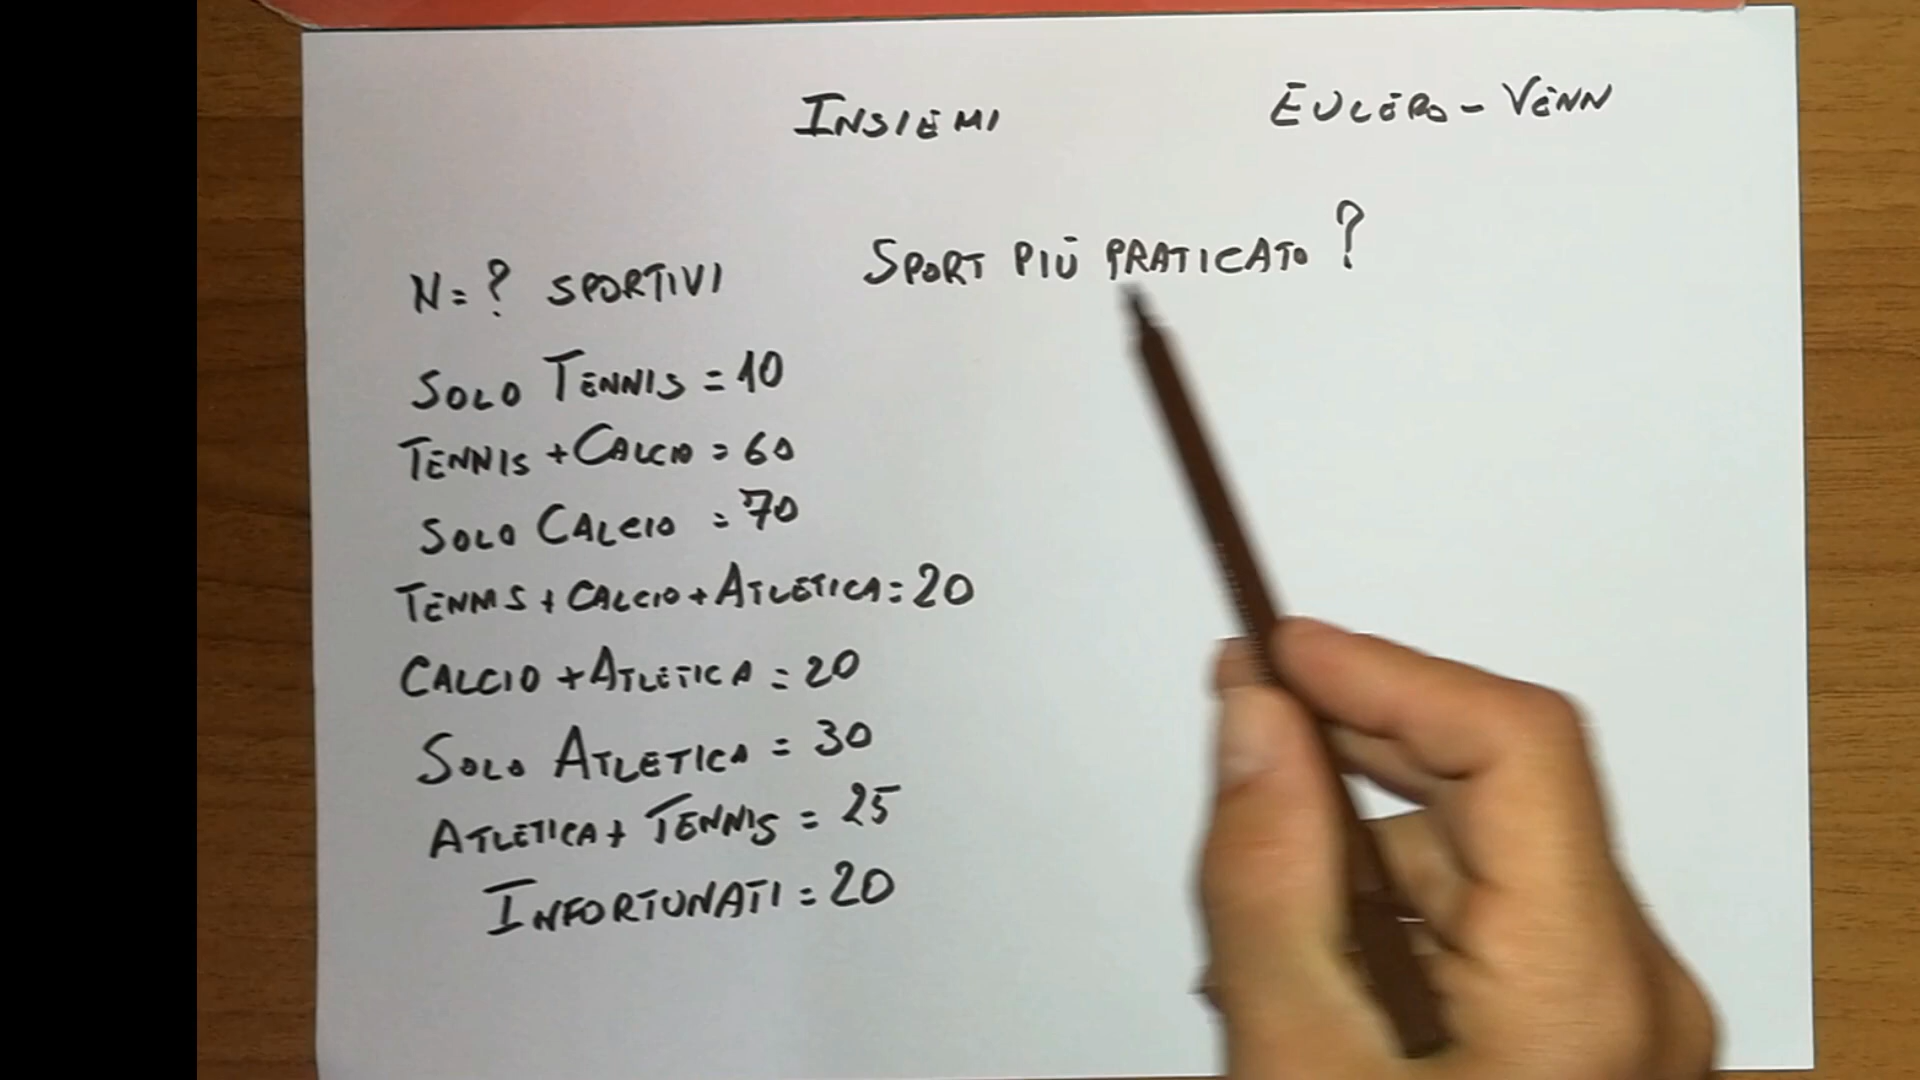 INSIEMI
EULERO - VENN
N = ? SPORTIVI
SPORT PIÙ PRATICATO ?
SOLO TENNIS = 10
TENNIS + CALCIO = 60
SOLO CALCIO = 70
TENNIS + CALCIO + ATLETICA = 20
CALCIO + ATLETICA = 20
SOLO ATLETICA = 30
ATLETICA + TENNIS = 25
INFORTUNATI = 20